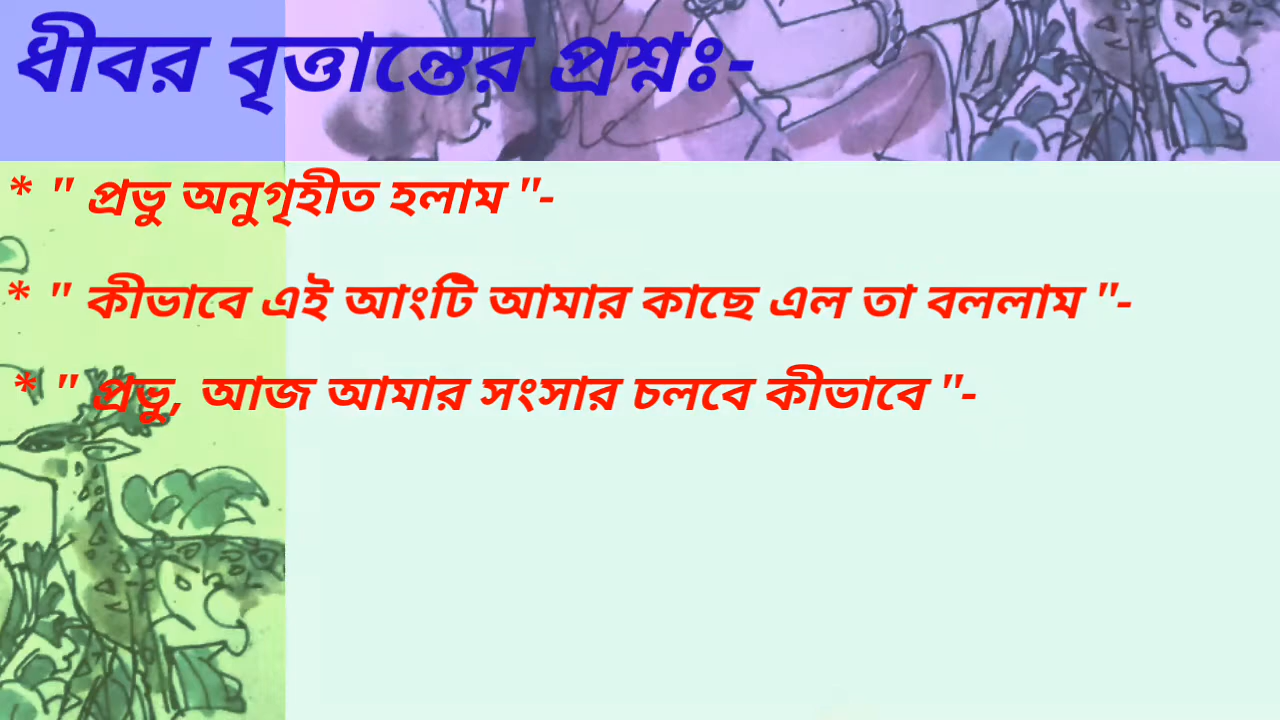 ধীবর বৃত্তান্তের প্রশ্নঃ-
* " প্রভু অনুগৃহীত হলাম "-
* " কীভাবে এই আংটি আমার কাছে এল তা বললাম "-
* " প্রভু, আজ আমার সংসার চলবে কীভাবে "-